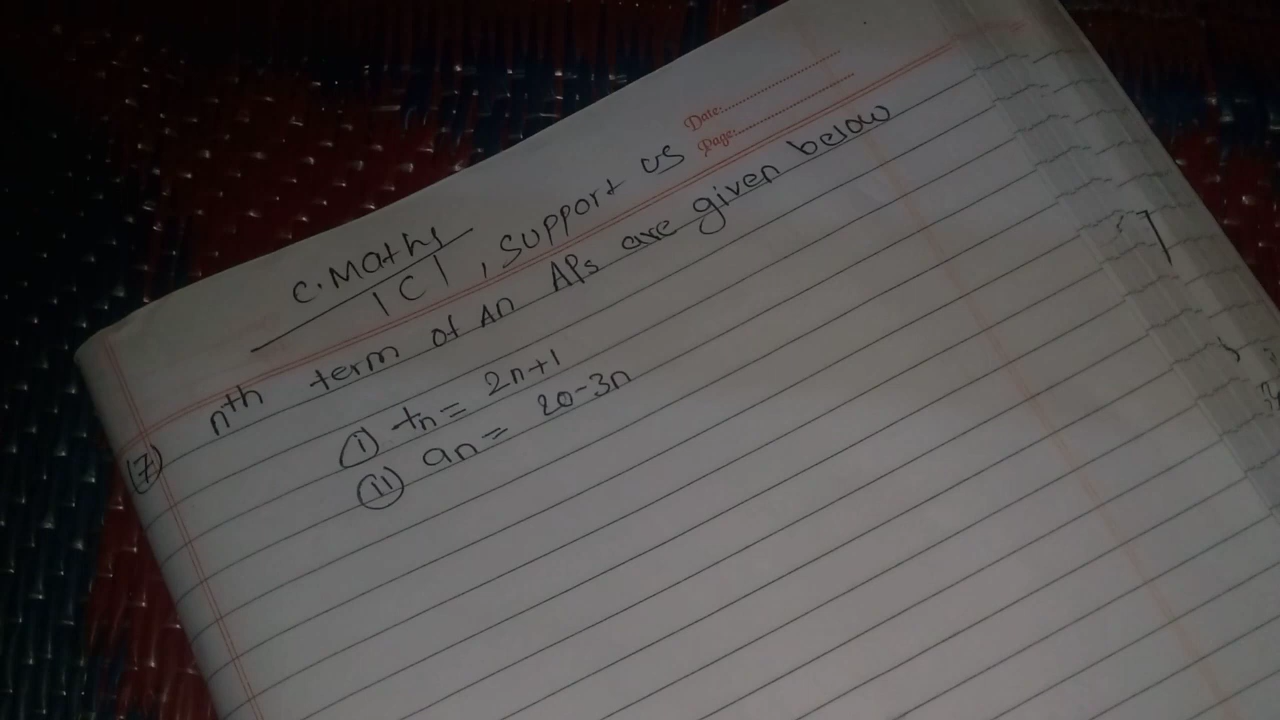 Date:
Page:
C. Maths
ICI, support us
(7) nth term of An APs are given below
(i) tn = 2n+1
(ii) an = 20-3n